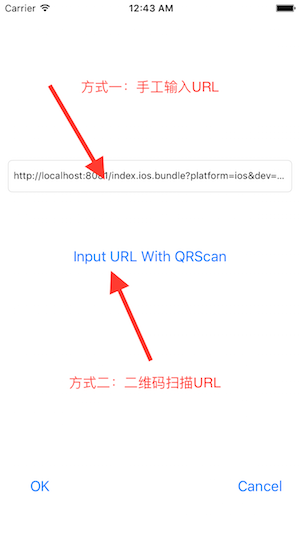 Carrier 12:43 AM
方式一：手工输入URL
http://localhost:8081/index.ios.bundle?platform=ios&dev=...
Input URL With QRScan
方式二：二维码扫描URL
OK Cancel